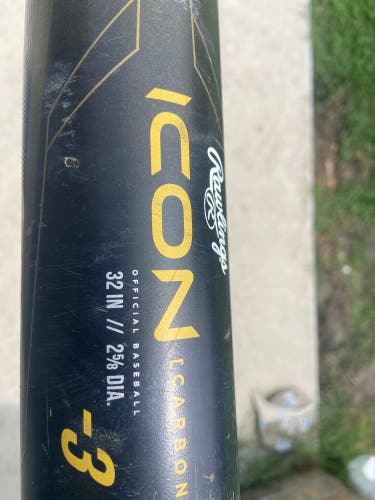 ICON [CARBON
Rawlings
R
OFFICIAL BASEBALL
32 IN // 2⅝ DIA.
-3